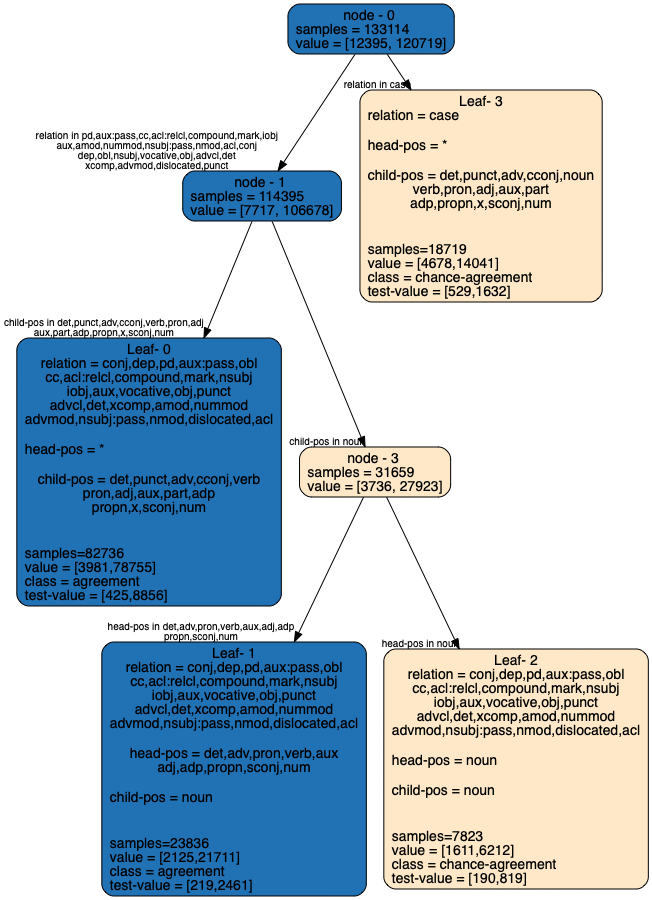 node - 0
samples = 133114
value = [12395, 120719]
relation in case
Leaf- 3
relation = case
head-pos = *
child-pos = det,punct,adv,cconj,noun
verb,pron,adj,aux,part
adp,propn,x,sconj,num
samples=18719
value = [4678,14041]
class = chance-agreement
test-value = [529,1632]
relation in pd,aux:pass,cc,acl:relcl,compound,mark,iobj
aux,amod,nummod,nsubj:pass,nmod,acl,conj
dep,obl,nsubj,vocative,obj,advcl,det
xcomp,advmod,dislocated,punct
node - 1
samples = 114395
value = [7717, 106678]
child-pos in det,punct,adv,cconj,verb,pron,adj
aux,part,adp,propn,x,sconj,num
Leaf- 0
relation = conj,dep,pd,aux:pass,obl
cc,acl:relcl,compound,mark,nsubj
iobj,aux,vocative,obj,punct
advcl,det,xcomp,amod,nummod
advmod,nsubj:pass,nmod,dislocated,acl
head-pos = *
child-pos = det,punct,adv,cconj,verb
pron,adj,aux,part,adp
propn,x,sconj,num
samples=82736
value = [3981,78755]
class = agreement
test-value = [425,8856]
child-pos in noun
node - 3
samples = 31659
value = [3736, 27923]
head-pos in det,adv,pron,verb,aux,adj,adp
propn,sconj,num
Leaf- 1
relation = conj,dep,pd,aux:pass,obl
cc,acl:relcl,compound,mark,nsubj
iobj,aux,vocative,obj,punct
advcl,det,xcomp,amod,nummod
advmod,nsubj:pass,nmod,dislocated,acl
head-pos = det,adv,pron,verb,aux
adj,adp,propn,sconj,num
child-pos = noun
samples=23836
value = [2125,21711]
class = agreement
test-value = [219,2461]
head-pos in noun
Leaf- 2
relation = conj,dep,pd,aux:pass,obl
cc,acl:relcl,compound,mark,nsubj
iobj,aux,vocative,obj,punct
advcl,det,xcomp,amod,nummod
advmod,nsubj:pass,nmod,dislocated,acl
head-pos = noun
child-pos = noun
samples=7823
value = [1611,6212]
class = chance-agreement
test-value = [190,819]